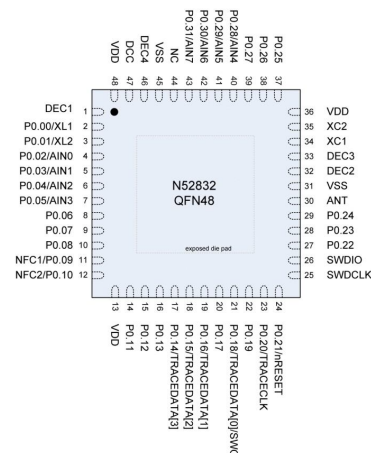 P0.31/AIN7
P0.30/AIN6
P0.29/AIN5
P0.28/AIN4
VDD
DCC
DEC4
VSS
NC
P0.27
P0.26
P0.25
48
47
46
45
44
43
42
41
40
39
38
37
DEC1 1
P0.00/XL1 2
P0.01/XL2 3
P0.02/AIN0 4
P0.03/AIN1 5
P0.04/AIN2 6
P0.05/AIN3 7
P0.06 8
P0.07 9
P0.08 10
NFC1/P0.09 11
NFC2/P0.10 12
N52832
QFN48
exposed die pad
36 VDD
35 XC2
34 XC1
33 DEC3
32 DEC2
31 VSS
30 ANT
29 P0.24
28 P0.23
27 P0.22
26 SWDIO
25 SWDCLK
13
14
15
16
17
18
19
20
21
22
23
24
VDD
P0.11
P0.12
P0.13
P0.14/TRACEDATA[3]
P0.15/TRACEDATA[2]
P0.16/TRACEDATA[1]
P0.17
P0.18/TRACEDATA[0]/SWO
P0.19
P0.20/TRACECLK
P0.21/nRESET